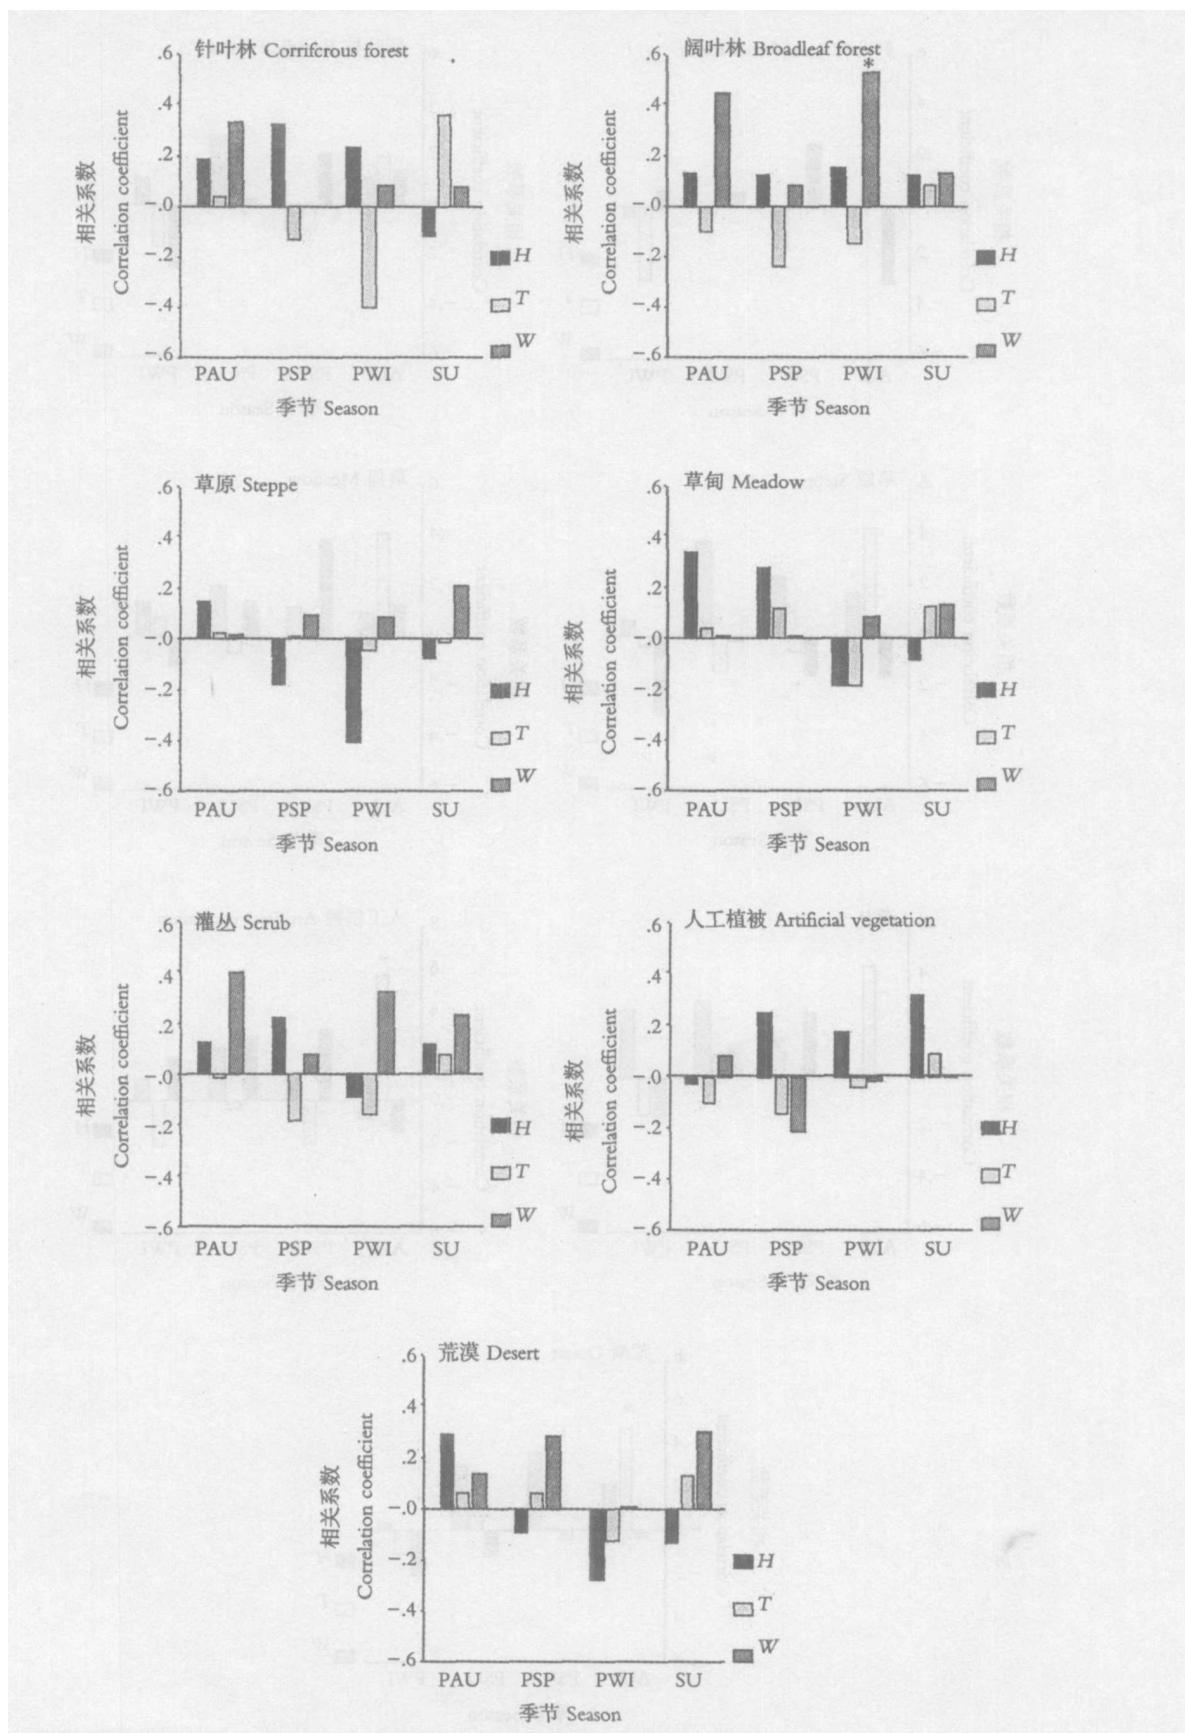 针叶林 Corrifcrous forest
.6
.4
.2
-.0
-.2
-.4
-.6
相关系数
Correlation coefficient
H
T
W
PAU PSP PWI SU
季节 Season
阔叶林 Broadleaf forest
*
.6
.4
.2
-.0
-.2
-.4
-.6
相关系数
Correlation coefficient
H
T
W
PAU PSP PWI SU
季节 Season
草原 Steppe
.6
.4
.2
-.0
-.2
-.4
-.6
相关系数
Correlation coefficient
H
T
W
PAU PSP PWI SU
季节 Season
草甸 Meadow
.6
.4
.2
-.0
-.2
-.4
-.6
相关系数
Correlation coefficient
H
T
W
PAU PSP PWI SU
季节 Season
灌丛 Scrub
.6
.4
.2
-.0
-.2
-.4
-.6
相关系数
Correlation coefficient
H
T
W
PAU PSP PWI SU
季节 Season
人工植被 Artificial vegetation
.6
.4
.2
-.0
-.2
-.4
-.6
相关系数
Correlation coefficient
H
T
W
PAU PSP PWI SU
季节 Season
荒漠 Desert
.6
.4
.2
-.0
-.2
-.4
-.6
相关系数
Correlation coefficient
H
T
W
PAU PSP PWI SU
季节 Season